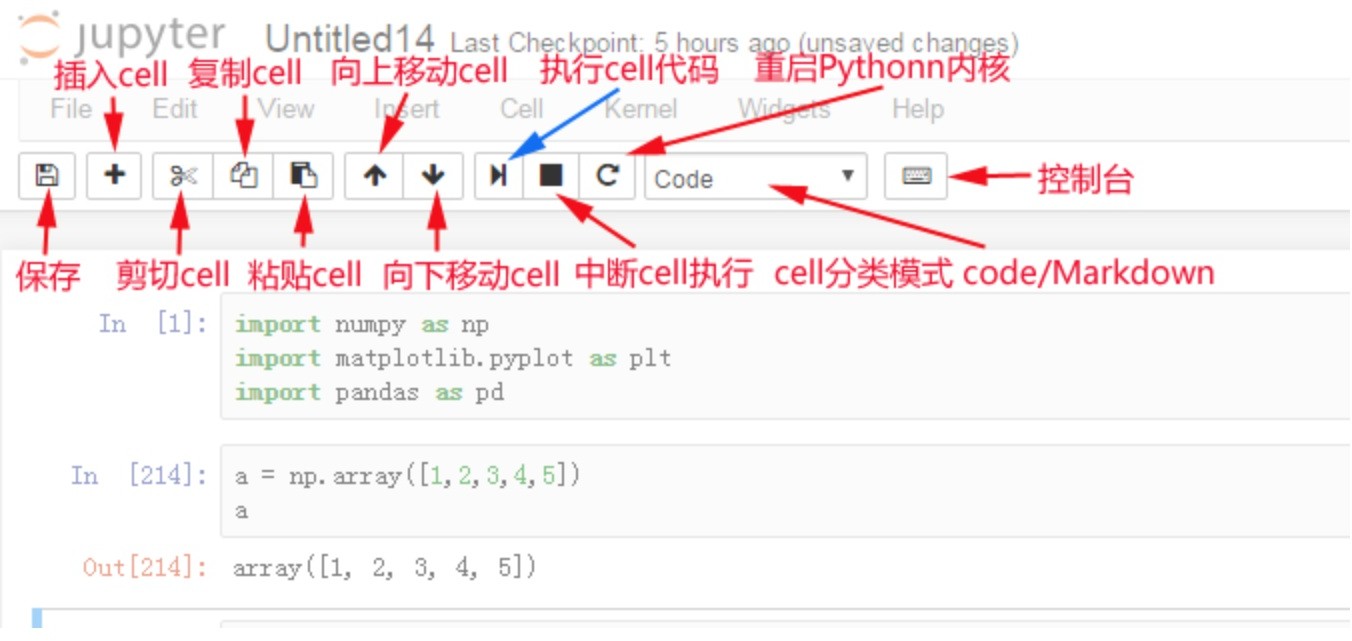 jupyter Untitled14 Last Checkpoint: 5 hours ago (unsaved changes)
插入cell 复制cell 向上移动cell 执行cell代码 重启Pythonn内核
File Edit View Insert Cell Kernel Widgets Help
Code 控制台
保存 剪切cell 粘贴cell 向下移动cell 中断cell执行 cell分类模式 code/Markdown
In [1]: import numpy as np
import matplotlib.pyplot as plt
import pandas as pd
In [214]: a = np.array([1,2,3,4,5])
a
Out[214]: array([1, 2, 3, 4, 5])